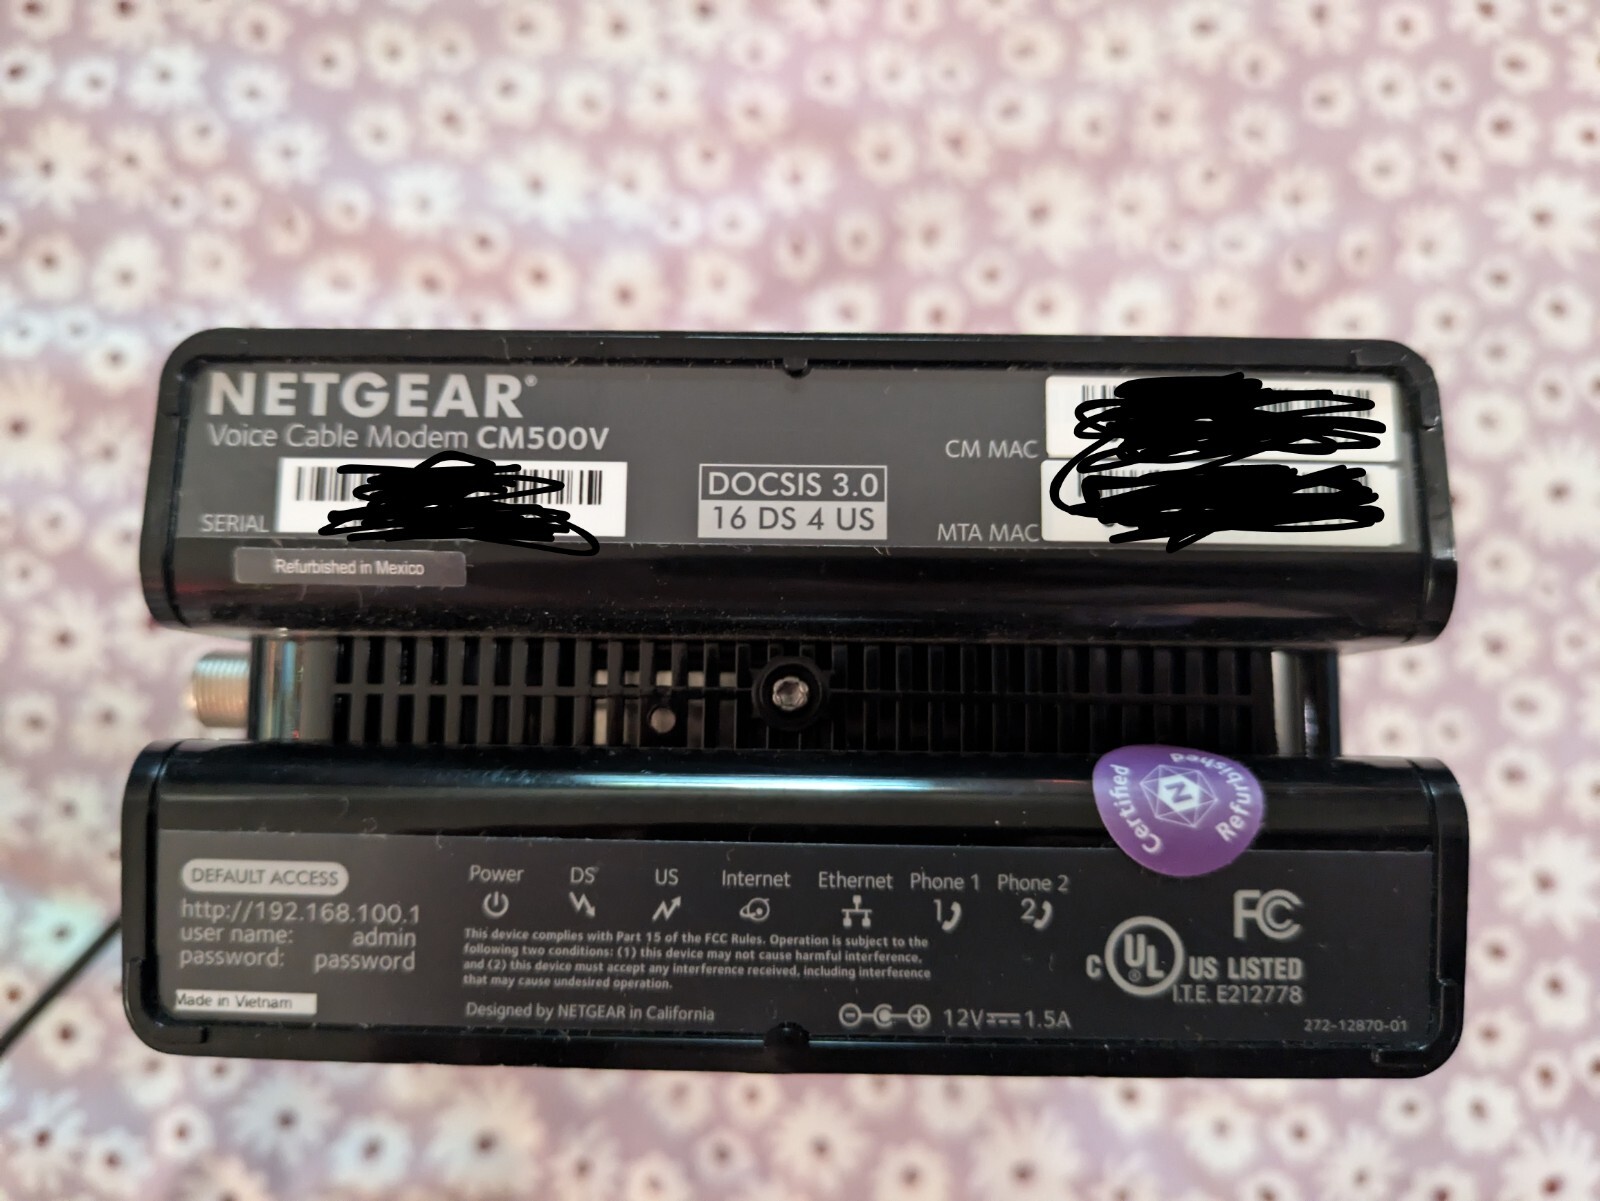 NETGEAR®
Voice Cable Modem CM500V
CM MAC
SERIAL
DOCSIS 3.0
16 DS 4 US
MTA MAC
Refurbished in Mexico
Certified
Refurbished
N
DEFAULT ACCESS
http://192.168.100.1
user name: admin
password: password
Made in Vietnam
Power DS US Internet Ethernet Phone 1 Phone 2
1 2
This device complies with Part 15 of the FCC Rules. Operation is subject to the
following two conditions: (1) this device may not cause harmful interference,
and (2) this device must accept any interference received, including interference
that may cause undesired operation.
Designed by NETGEAR in California
12V 1.5A
FC
C UL® US LISTED
I.T.E. E212778
272-12870-01